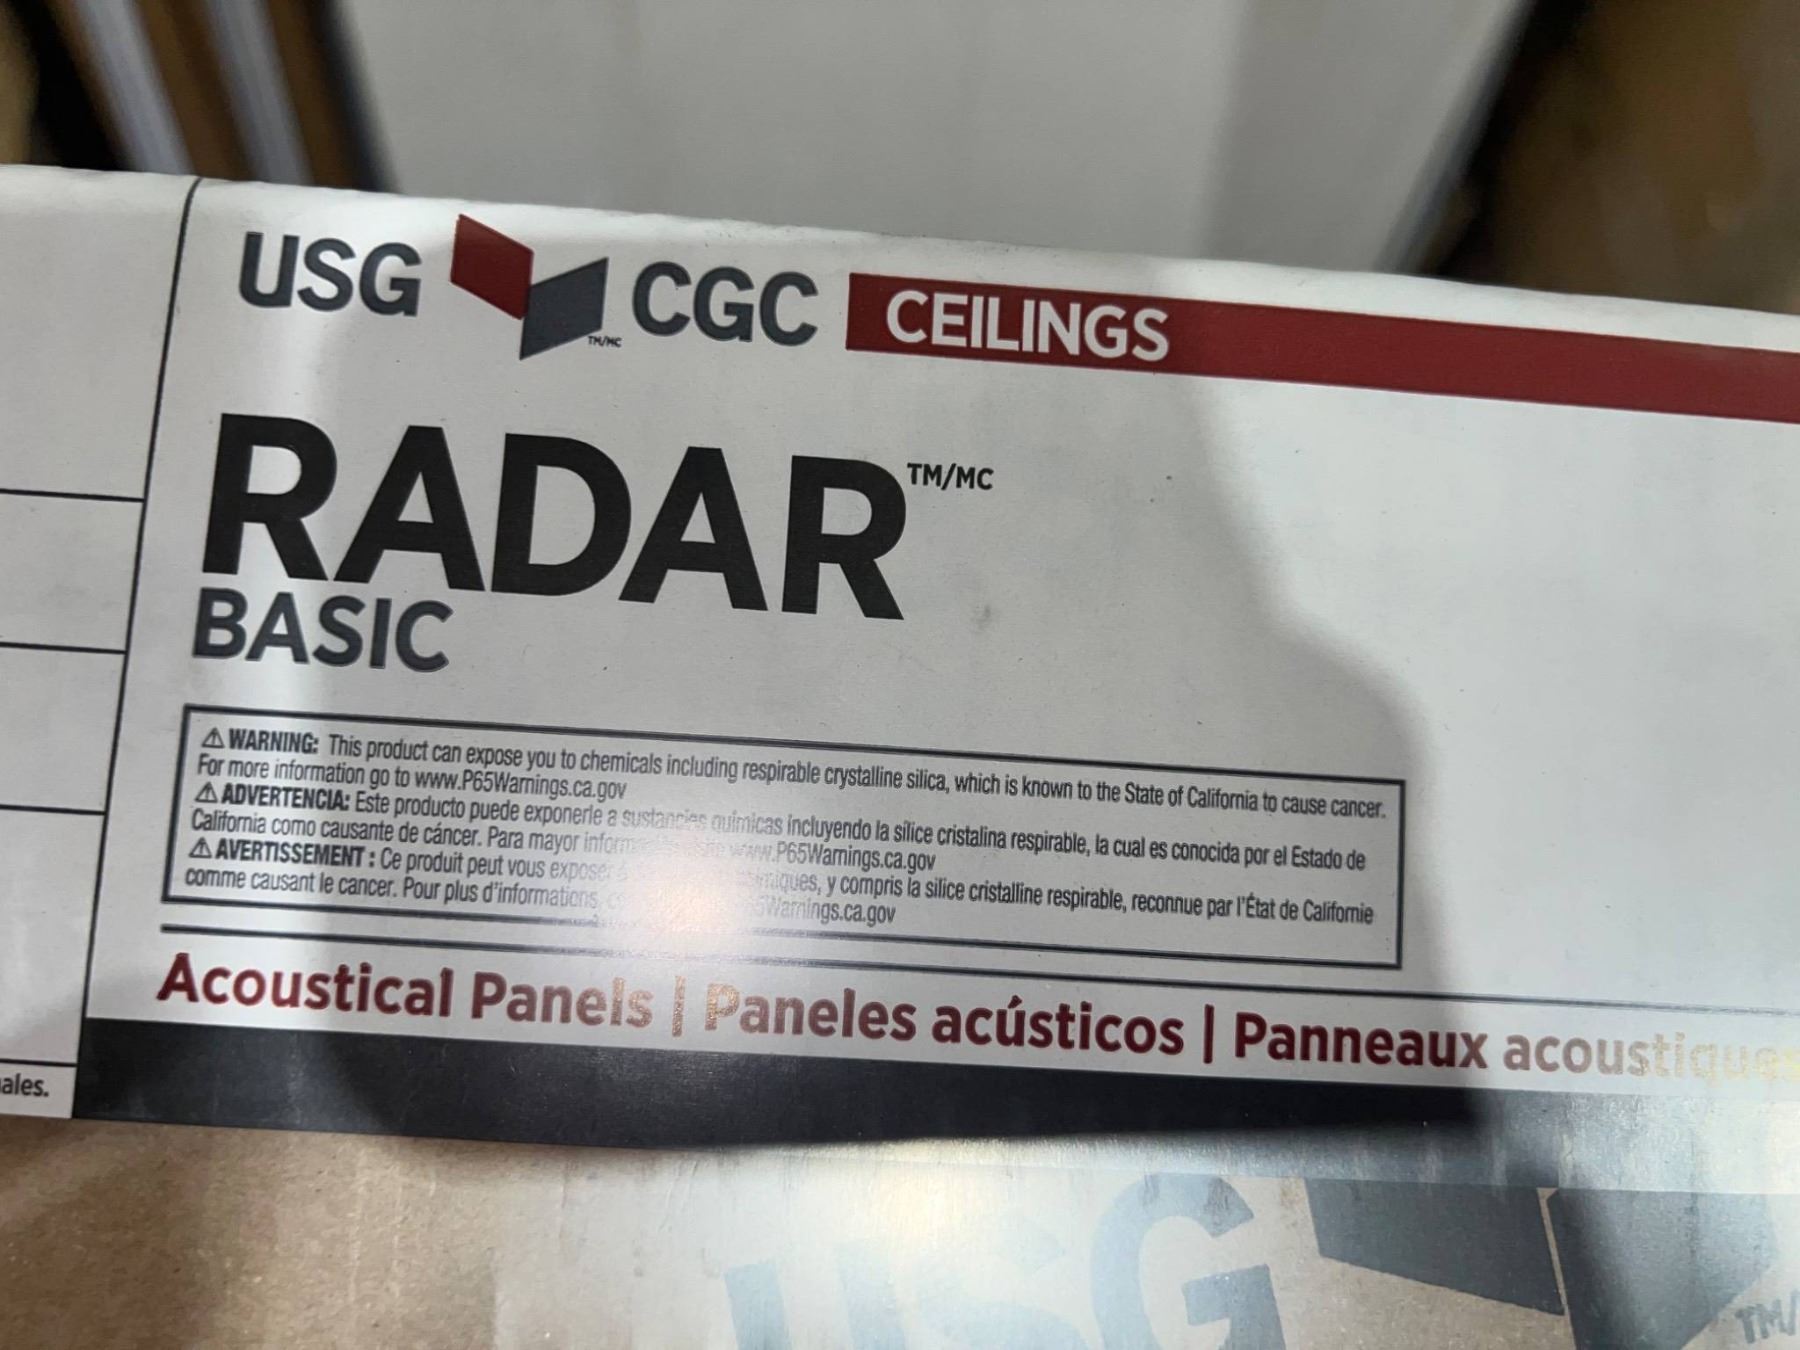 USG CGC CEILINGS
TM/MC
RADAR TM/MC
BASIC
⚠ WARNING: This product can expose you to chemicals including respirable crystalline silica, which is known to the State of California to cause cancer.
For more information go to www.P65Warnings.ca.gov
⚠ ADVERTENCIA: Este producto puede exponerle a sustancias químicas incluyendo la sílice cristalina respirable, la cual es conocida por el Estado de
California como causante de cáncer. Para mayor www.P65Warnings.ca.gov
⚠ AVERTISSEMENT : Ce produit peut vous exposer à y compris la silice cristalline respirable, reconnue par l'État de Californie
comme causant le cancer. Pour plus d'informations,
Acoustical Panels | Paneles acústicos | Panneaux acoustiques
ales.
USG
TM/